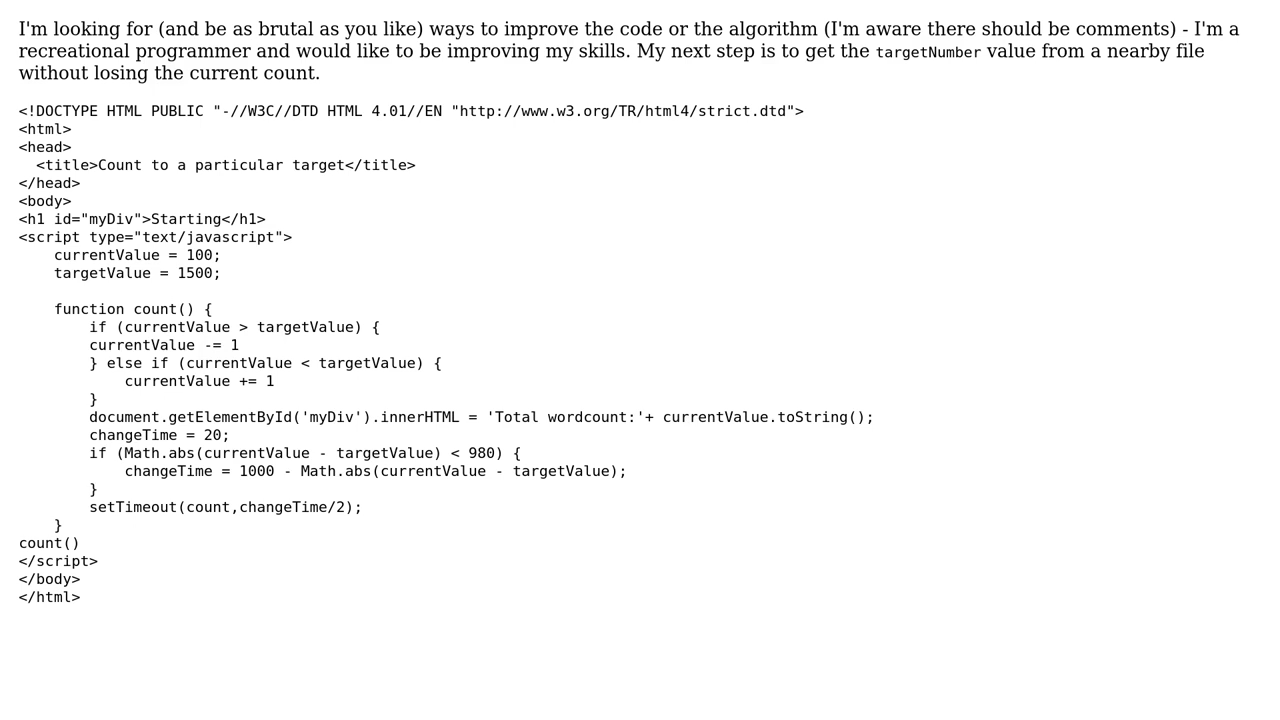 I'm looking for (and be as brutal as you like) ways to improve the code or the algorithm (I'm aware there should be comments) - I'm a
recreational programmer and would like to be improving my skills. My next step is to get the targetNumber value from a nearby file
without losing the current count.
<!DOCTYPE HTML PUBLIC "-//W3C//DTD HTML 4.01//EN "http://www.w3.org/TR/html4/strict.dtd">
<html>
<head>
  <title>Count to a particular target</title>
</head>
<body>
<h1 id="myDiv">Starting</h1>
<script type="text/javascript">
    currentValue = 100;
    targetValue = 1500;

    function count() {
        if (currentValue > targetValue) {
        currentValue -= 1
        } else if (currentValue < targetValue) {
            currentValue += 1
        }
        document.getElementById('myDiv').innerHTML = 'Total wordcount:'+ currentValue.toString();
        changeTime = 20;
        if (Math.abs(currentValue - targetValue) < 980) {
            changeTime = 1000 - Math.abs(currentValue - targetValue);
        }
        setTimeout(count,changeTime/2);
    }
count()
</script>
</body>
</html>